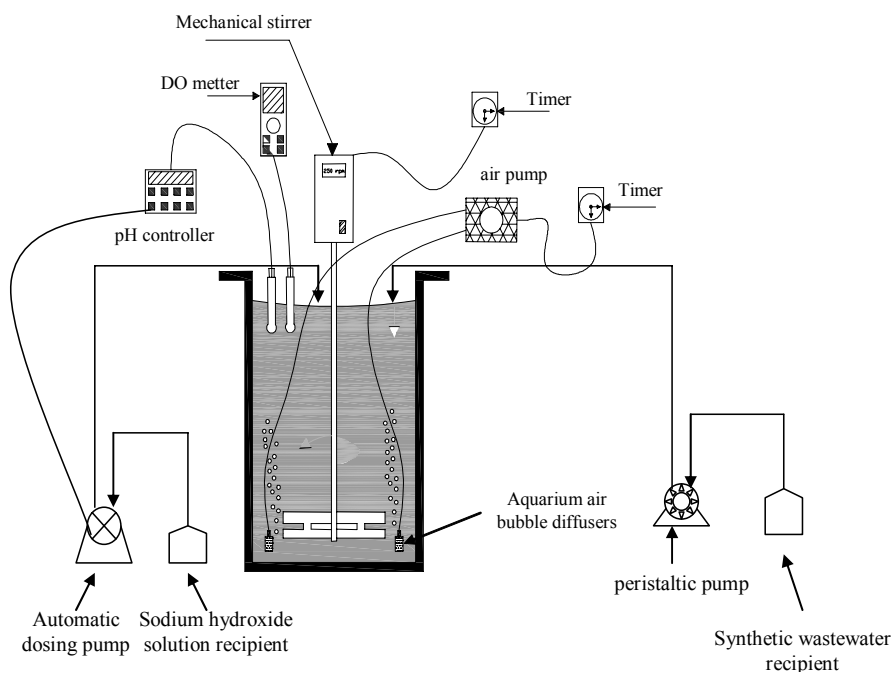 Mechanical stirrer
DO metter
Timer
air pump
Timer
250 rpm
pH controller
Aquarium air
bubble diffusers
peristaltic pump
Automatic
dosing pump
Sodium hydroxide
solution recipient
Synthetic wastewater
recipient